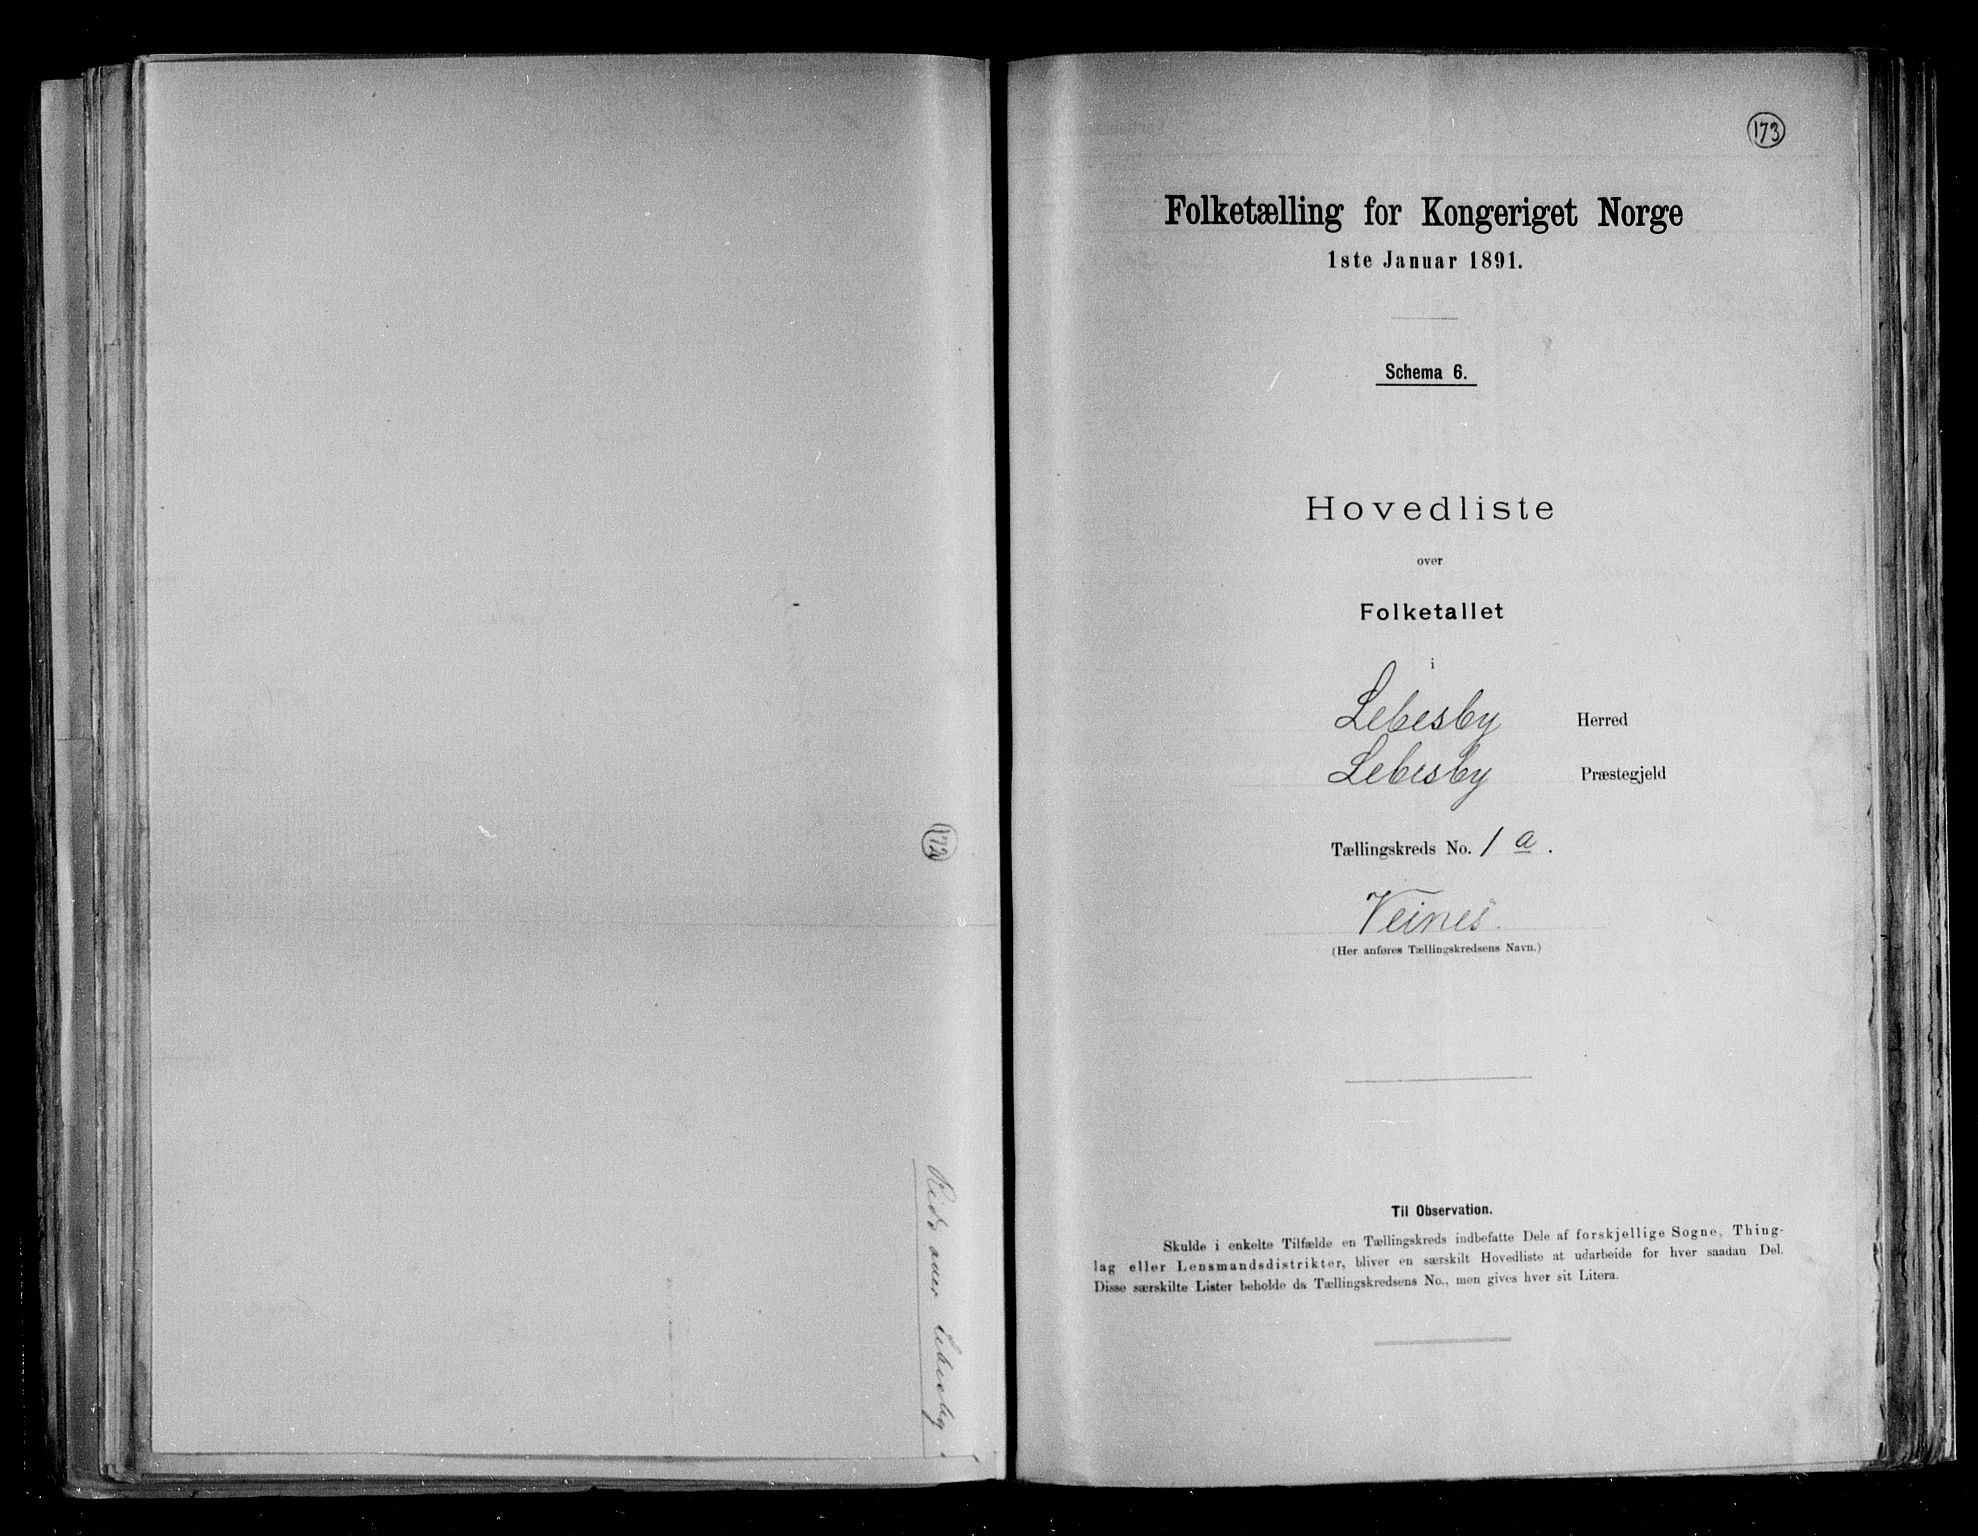 172
over Lebesby
173
Folketælling for Kongeriget Norge
1ste Januar 1891.
Schema 6.
Hovedliste
over
Folketallet
i
Lebesby Herred
Lebesby Præstegjeld
Tællingskreds No. 1 a.
Veines.
(Her anføres Tællingskredsens Navn.)
Til Observation.
Skulde i enkelte Tilfælde en Tællingskreds indbefatte Dele af forskjellige Sogne, Thing-
lag eller Lensmandsdistrikter, bliver en særskilt Hovedliste at udarbeide for hver saadan Del.
Disse særskilte Lister beholde da Tællingskredsens No., men gives hver sit Litera.